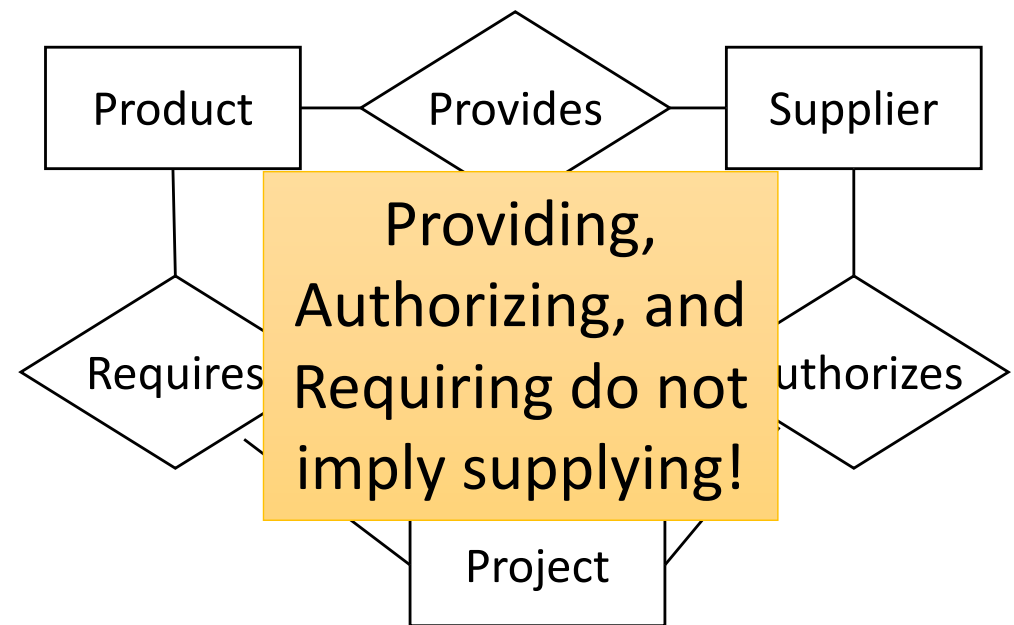 Product
Provides
Supplier
Providing,
Authorizing, and
Requiring do not
imply supplying!
Requires
uthorizes
Project